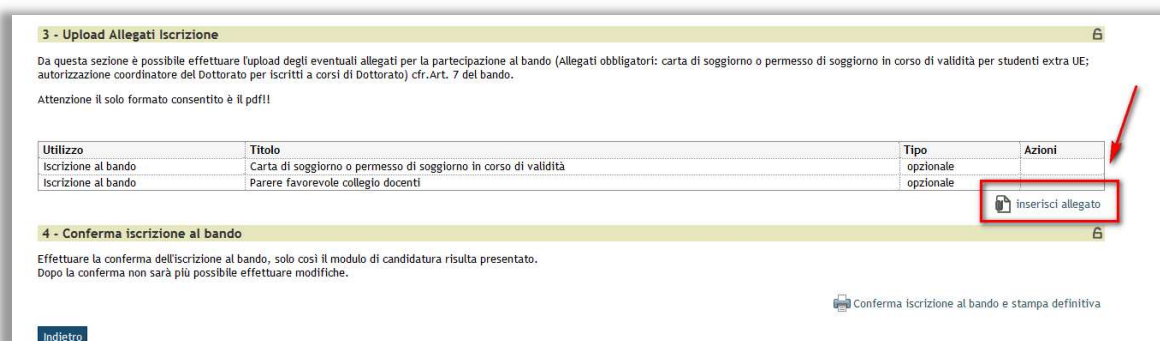 3 - Upload Allegati Iscrizione
Da questa sezione è possibile effettuare l'upload degli eventuali allegati per la partecipazione al bando (Allegati obbligatori: carta di soggiorno o permesso di soggiorno in corso di validità per studenti extra UE;
autorizzazione coordinatore del Dottorato per iscritti a corsi di Dottorato) cfr.Art. 7 del bando.
Attenzione il solo formato consentito è il pdf!!
Utilizzo Titolo Tipo Azioni
Iscrizione al bando Carta di soggiorno o permesso di soggiorno in corso di validità opzionale
Iscrizione al bando Parere favorevole collegio docenti opzionale
inserisci allegato
4 - Conferma iscrizione al bando
Effettuare la conferma dell'iscrizione al bando, solo così il modulo di candidatura risulta presentato.
Dopo la conferma non sarà più possibile effettuare modifiche.
Conferma iscrizione al bando e stampa definitiva
Indietro